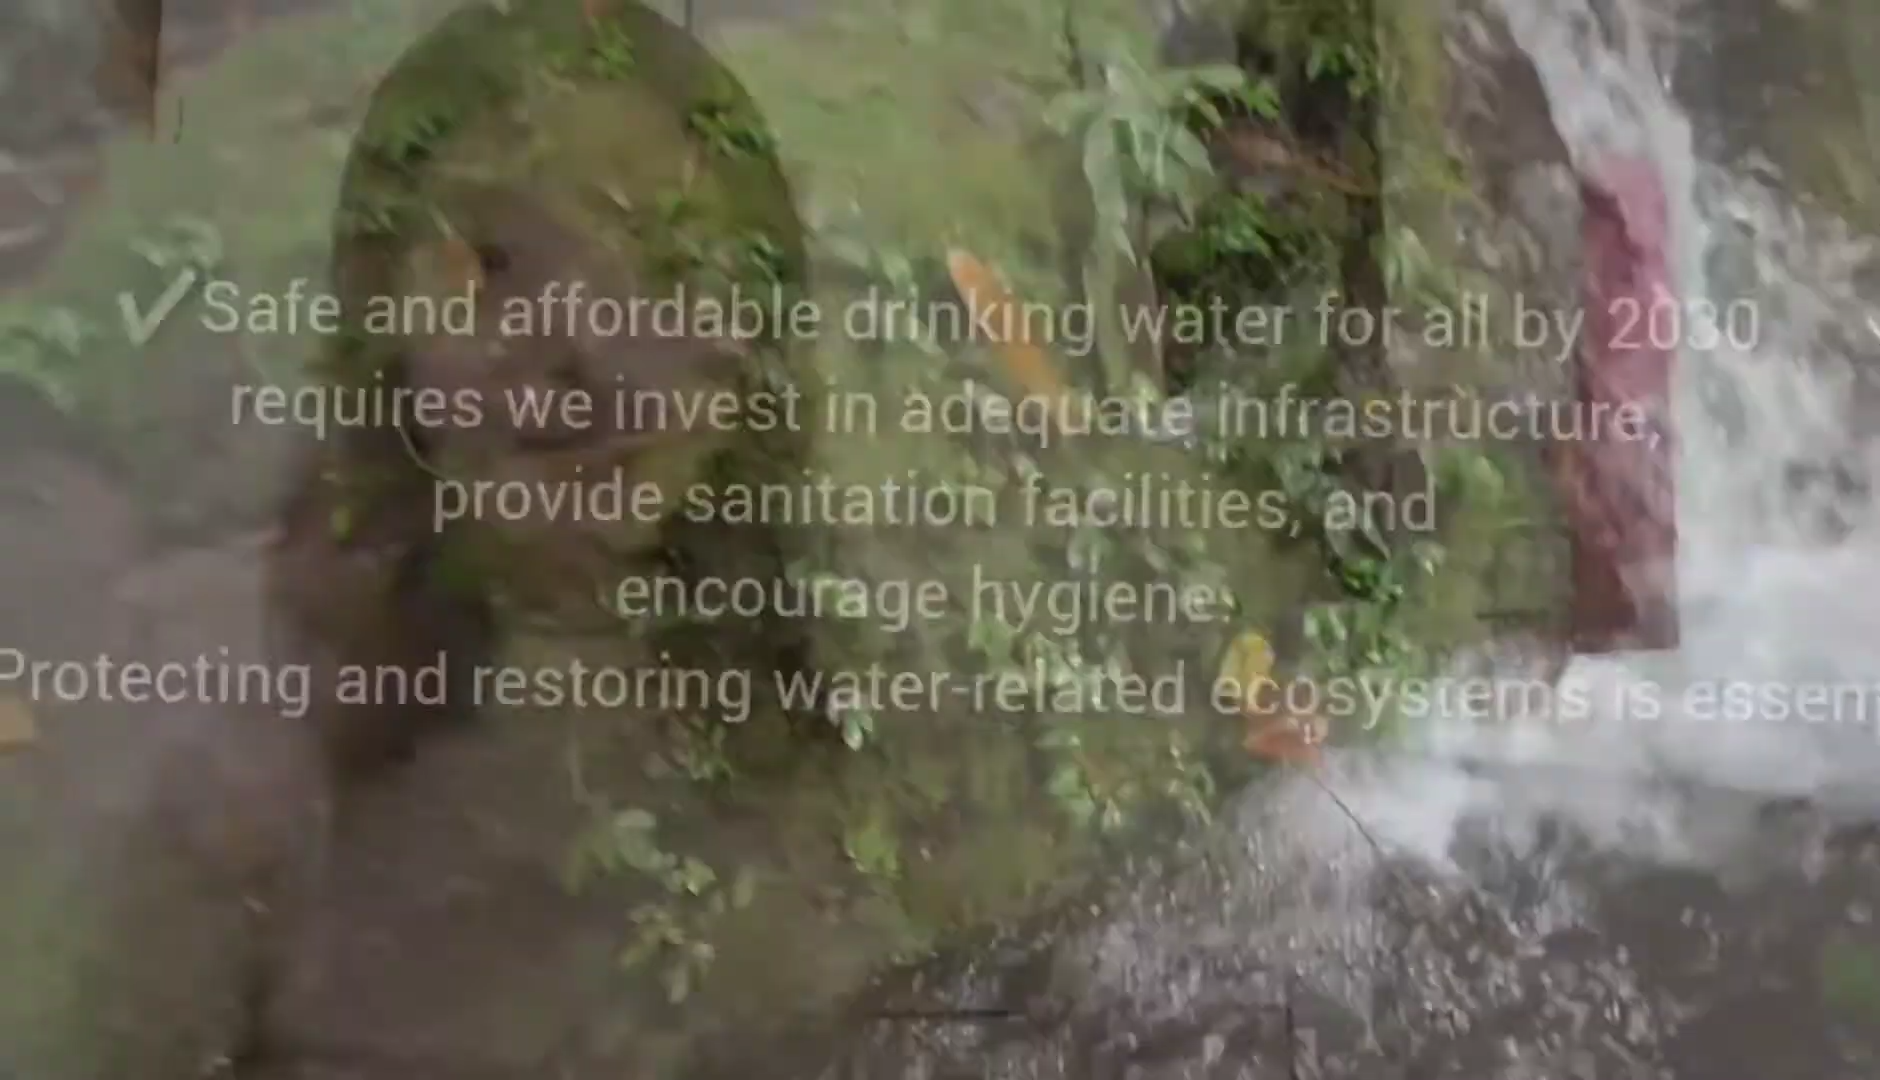 ✓Safe and affordable drinking water for all by 2030
requires we invest in adequate infrastructure,
provide sanitation facilities, and
encourage hygiene.
Protecting and restoring water-related ecosystems is essen